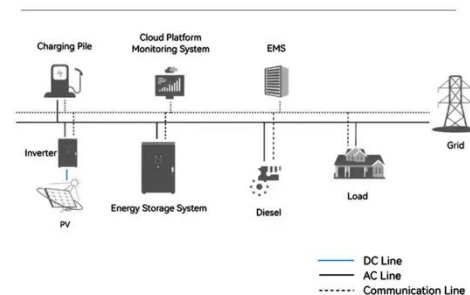 Charging Pile
Cloud Platform
Monitoring System
EMS
Grid
Inverter
PV
Energy Storage System
Diesel
Load
DC Line
AC Line
Communication Line